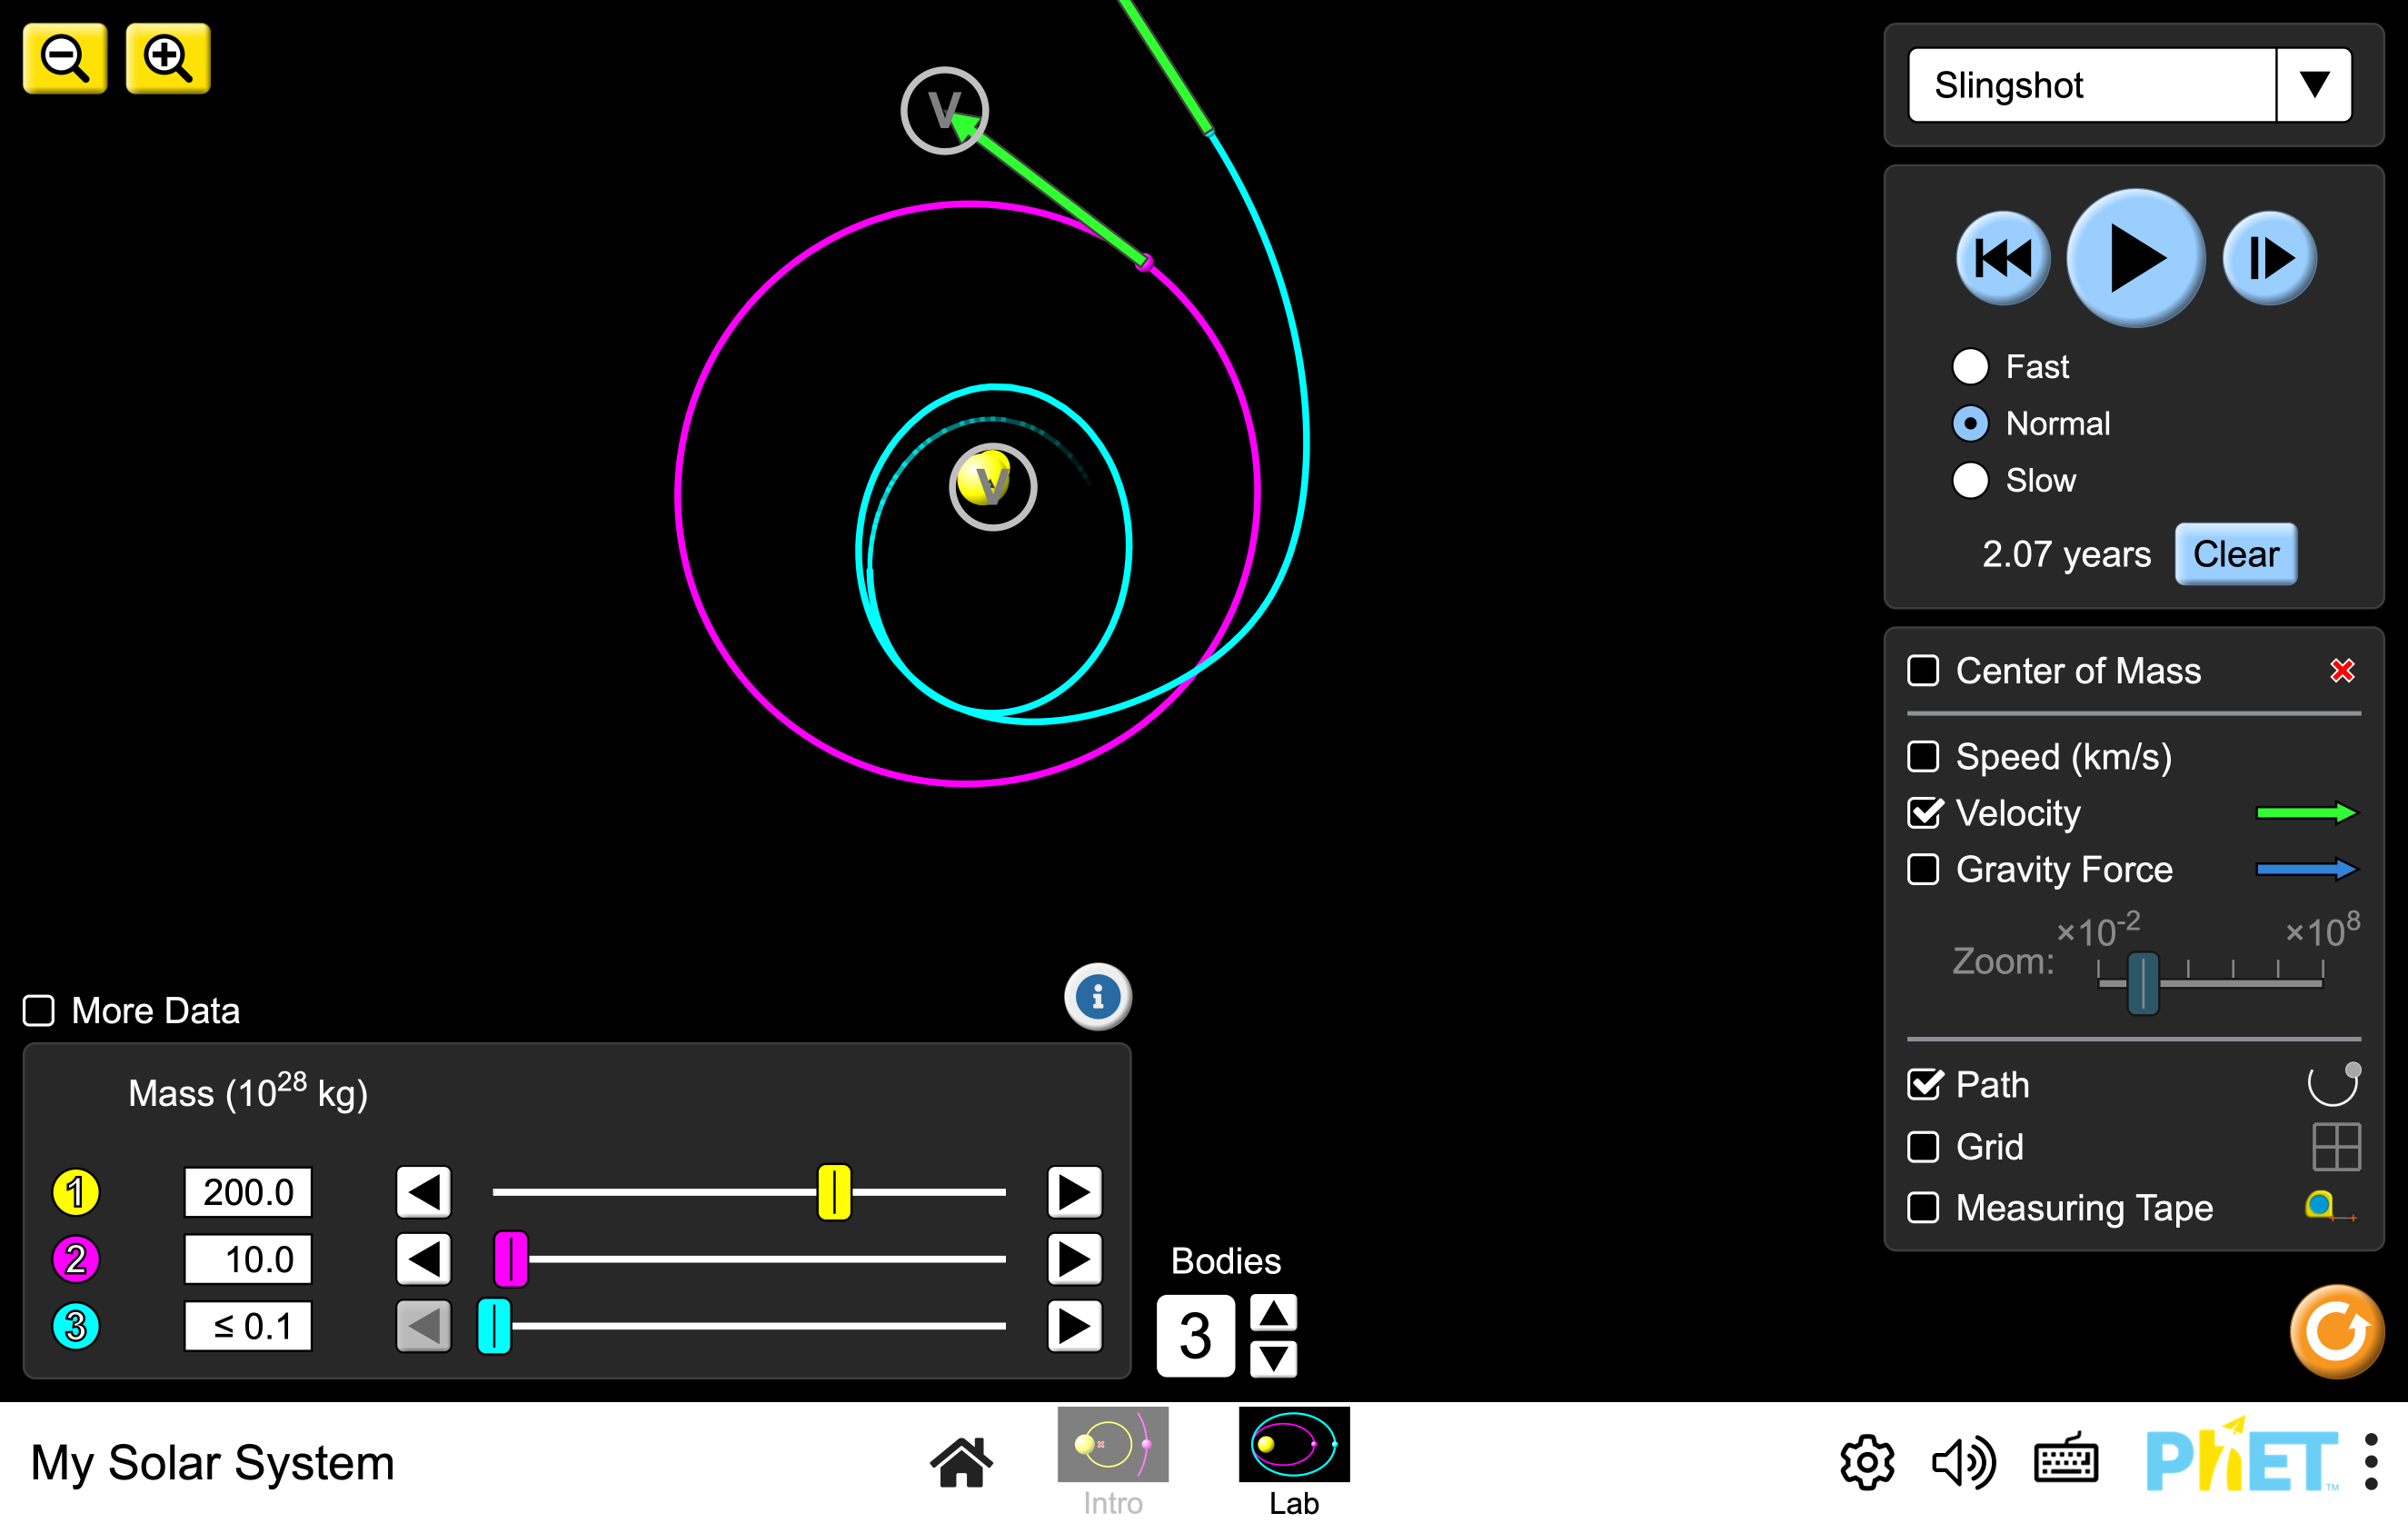 V
V
Slingshot
Fast
Normal
Slow
2.07 years Clear
Center of Mass
Speed (km/s)
Velocity
Gravity Force
×10-2 ×108
Zoom:
Path
Grid
Measuring Tape
More Data
Mass (1028 kg)
1 200.0
2 10.0
3 ≤ 0.1
Bodies
3
My Solar System
Intro
Lab
PhET™